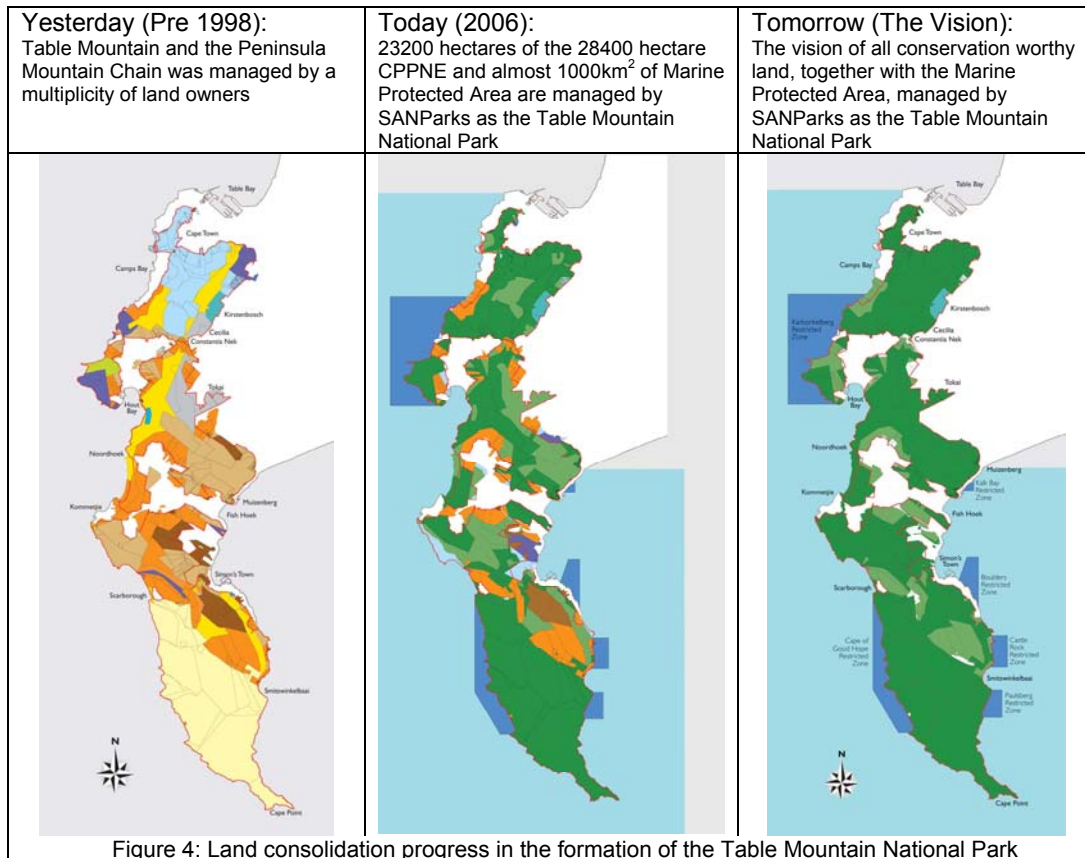 Yesterday (Pre 1998):
Table Mountain and the Peninsula
Mountain Chain was managed by a
multiplicity of land owners
Today (2006):
23200 hectares of the 28400 hectare
CPPNE and almost 1000km² of Marine
Protected Area are managed by
SANParks as the Table Mountain
National Park
Tomorrow (The Vision):
The vision of all conservation worthy
land, together with the Marine
Protected Area, managed by
SANParks as the Table Mountain
National Park
Table Bay
Cape Town
Camps Bay
Kirstenbosch
Cecilia
Constantia Nek
Tokai
Hout
Bay
Noordhoek
Muizenberg
Kommetjie
Fish Hoek
Simon's Town
Scarborough
Smitswinkelbaai
N
Cape Point
N
Table Bay
Cape Town
Camps Bay
Kirstenbosch
Karbonkelberg
Restricted
Zone
Cecilia
Constantia Nek
Tokai
Hout
Bay
Noordhoek
Muizenberg
Kalk Bay
Restricted
Zone
Kommetjie
Fish Hoek
Simon's
Town
Boulders
Restricted
Zone
Scarborough
Cape of
Good Hope
Restricted
Zone
Castle
Rock
Restricted
Zone
Smitswinkelbaai
Paulsberg
Restricted
Zone
N
Cape Point
Figure 4: Land consolidation progress in the formation of the Table Mountain National Park